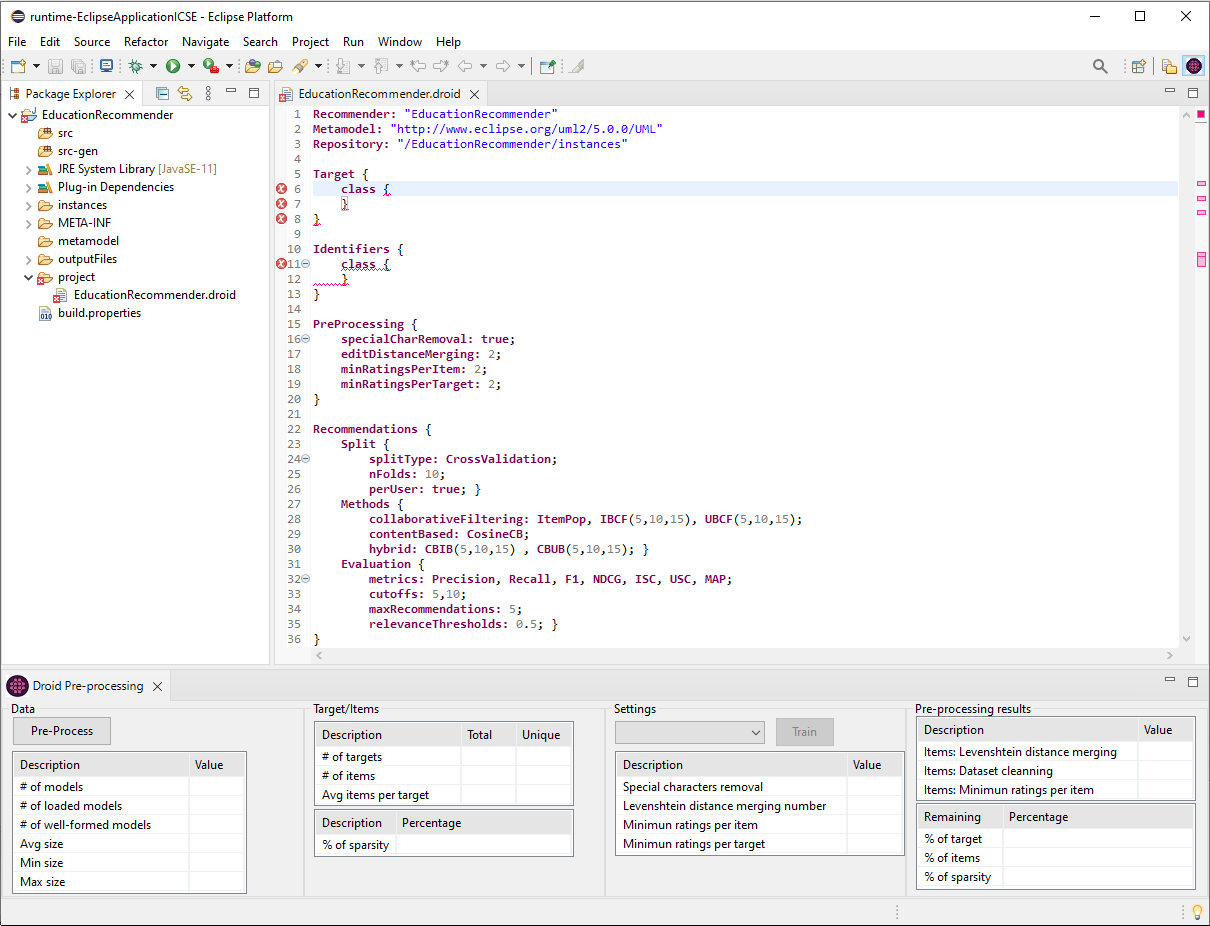 runtime-EclipseApplicationICSE - Eclipse Platform
File Edit Source Refactor Navigate Search Project Run Window Help
Package Explorer
EducationRecommender
src
src-gen
JRE System Library [JavaSE-11]
Plug-in Dependencies
instances
META-INF
metamodel
outputFiles
project
EducationRecommender.droid
build.properties
EducationRecommender.droid
1 Recommender: "EducationRecommender"
2 Metamodel: "http://www.eclipse.org/uml2/5.0.0/UML"
3 Repository: "/EducationRecommender/instances"
4
5 Target {
6 class {
7 }
8 }
9
10 Identifiers {
11 class {
12 }
13 }
14
15 PreProcessing {
16 specialCharRemoval: true;
17 editDistanceMerging: 2;
18 minRatingsPerItem: 2;
19 minRatingsPerTarget: 2;
20 }
21
22 Recommendations {
23 Split {
24 splitType: CrossValidation;
25 nFolds: 10;
26 perUser: true; }
27 Methods {
28 collaborativeFiltering: ItemPop, IBCF(5,10,15), UBCF(5,10,15);
29 contentBased: CosineCB;
30 hybrid: CBIB(5,10,15) , CBUB(5,10,15); }
31 Evaluation {
32 metrics: Precision, Recall, F1, NDCG, ISC, USC, MAP;
33 cutoffs: 5,10;
34 maxRecommendations: 5;
35 relevanceThresholds: 0.5; }
36 }
Droid Pre-processing
Data
Pre-Process
Description Value
# of models
# of loaded models
# of well-formed models
Avg size
Min size
Max size
Target/Items
Description Total Unique
# of targets
# of items
Avg items per target
Description Percentage
% of sparsity
Settings
Train
Description Value
Special characters removal
Levenshtein distance merging number
Minimun ratings per item
Minimun ratings per target
Pre-processing results
Description Value
Items: Levenshtein distance merging
Items: Dataset cleanning
Items: Minimun ratings per item
Remaining Percentage
% of target
% of items
% of sparsity